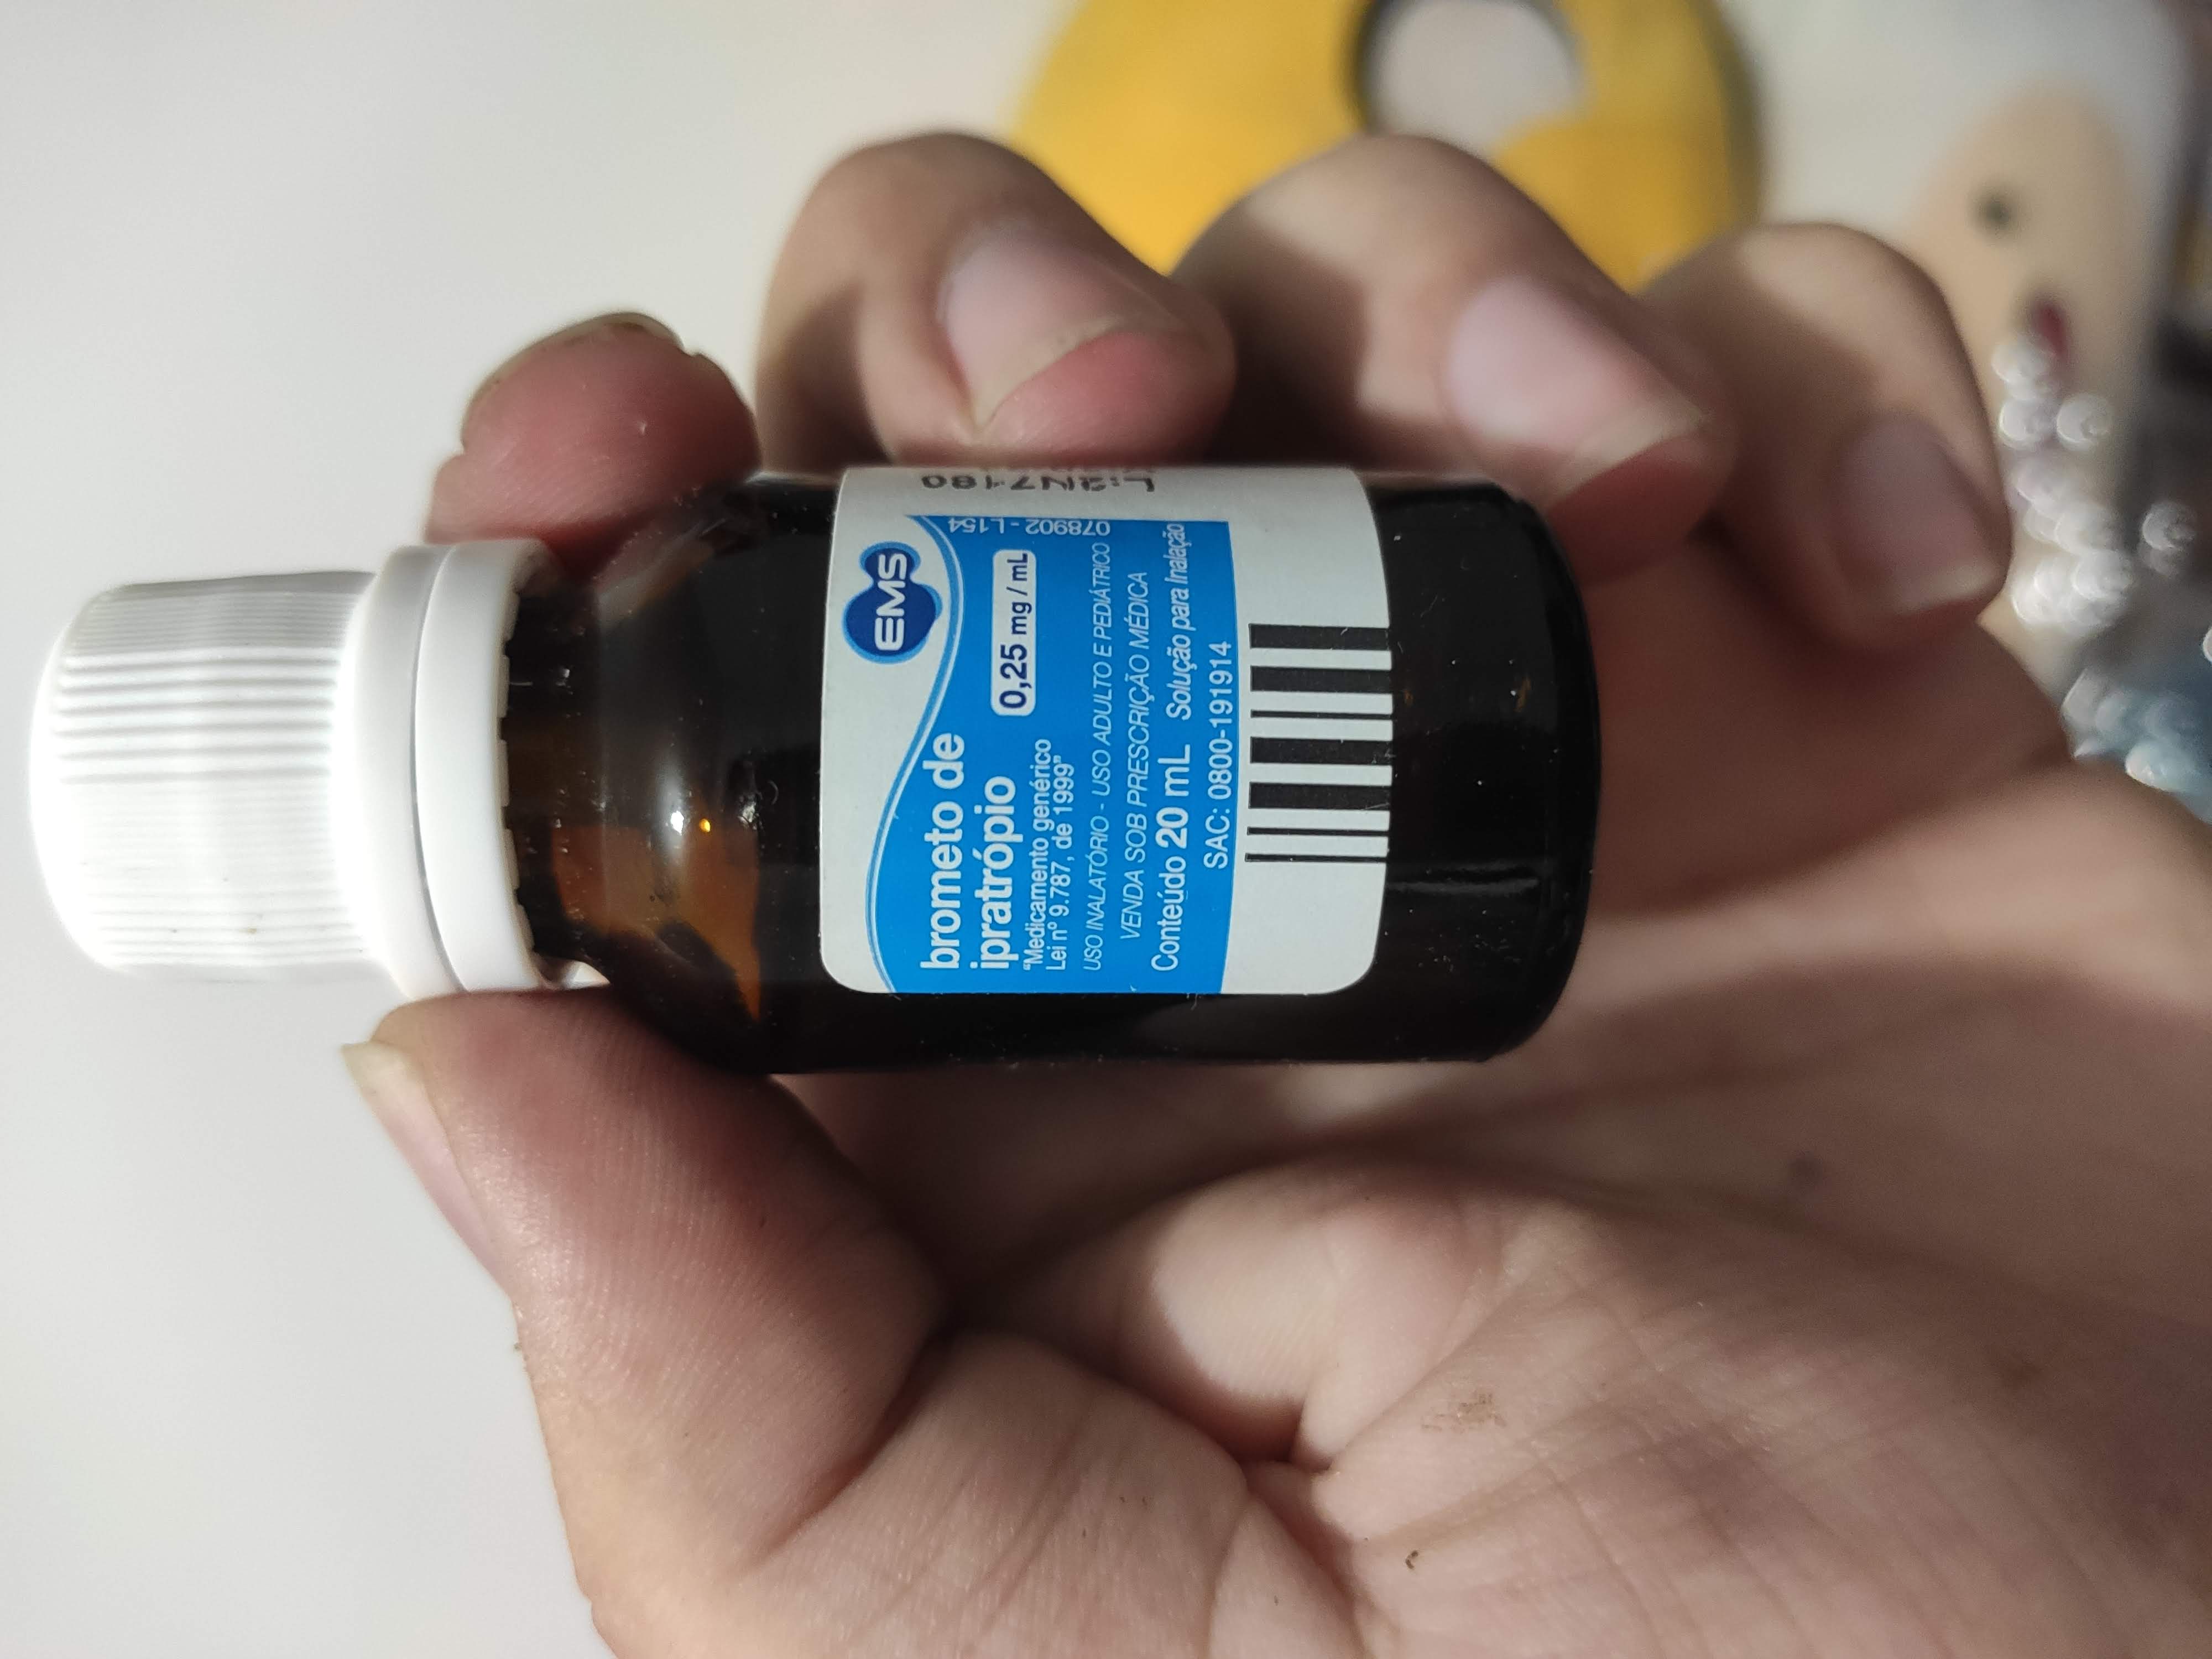 EMS
brometo de
ipratrópio
0,25 mg / mL
"Medicamento genérico
Lei nº 9.787, de 1999"
USO INALATÓRIO - USO ADULTO E PEDIÁTRICO
VENDA SOB PRESCRIÇÃO MÉDICA
Conteúdo 20 mL Solução para Inalação
SAC: 0800-191914
078902 - L154